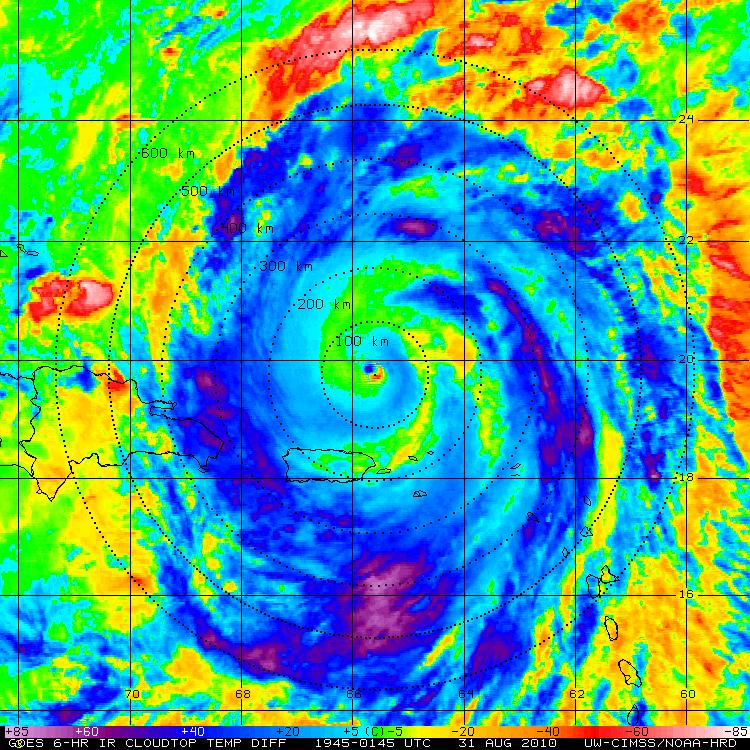 24
600 km
500 km
400 km
22
300 km
200 km
100 km
20
18
16
70 68 66 64 62 60
+85 +60 +40 +20 +5 (C) -5 -20 -40 -60 -85
GOES 6-HR IR CLOUDTOP TEMP DIFF 1945-0145 UTC 31 AUG 2010 UW-CIMSS/NOAA-HRD